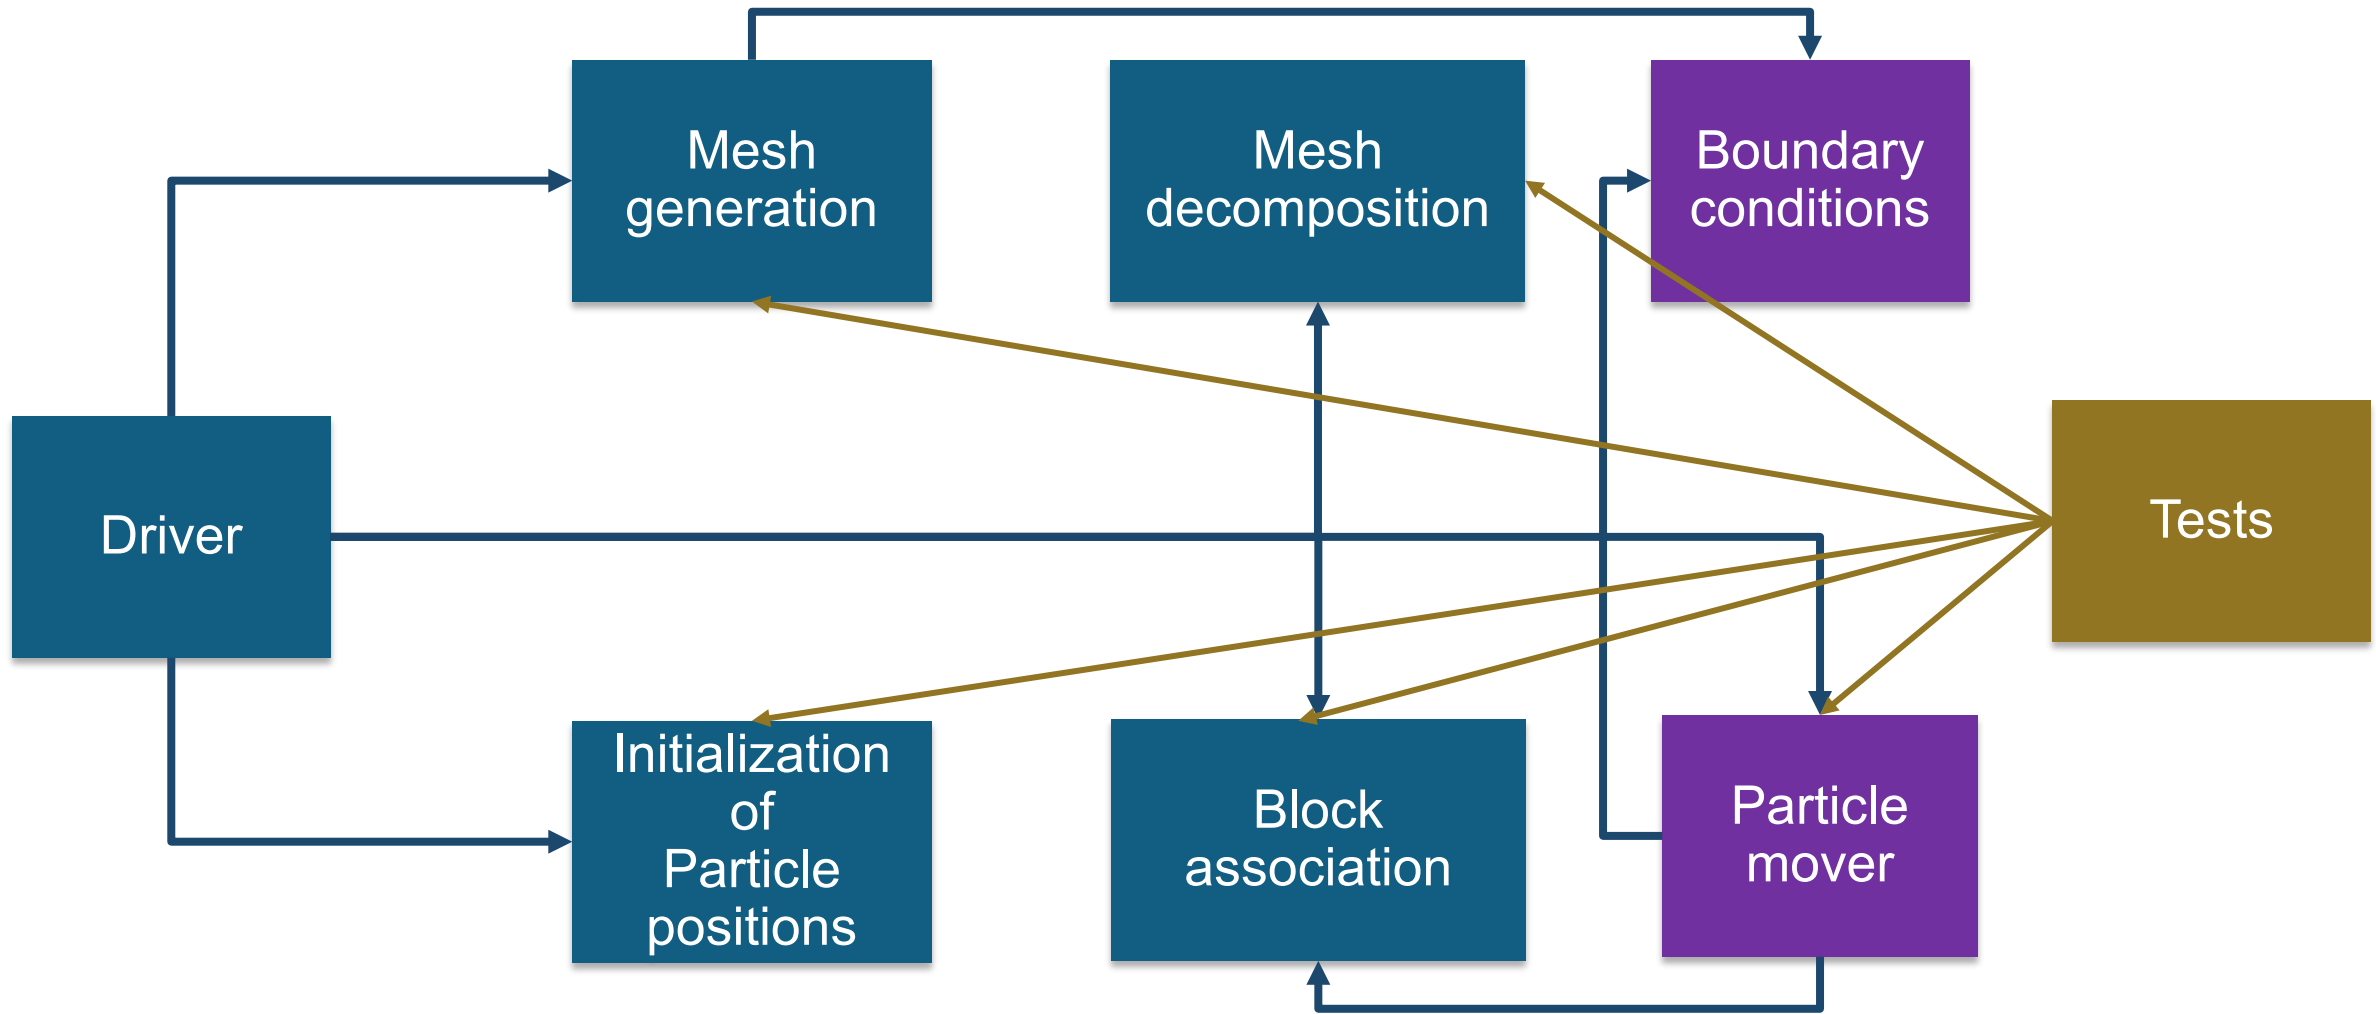 Mesh
generation
Mesh
decomposition
Boundary
conditions
Driver
Tests
Initialization
of
Particle
positions
Block
association
Particle
mover